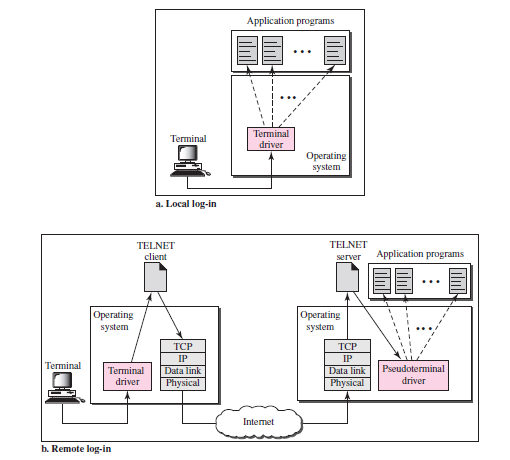 Application programs
...
...
Terminal
driver
Terminal
Operating
system
a. Local log-in
TELNET
client
TELNET
server
Application programs
...
Operating
system
Operating
system
...
TCP
IP
Data link
Physical
TCP
IP
Data link
Physical
Terminal
Terminal
driver
Pseudoterminal
driver
Internet
b. Remote log-in